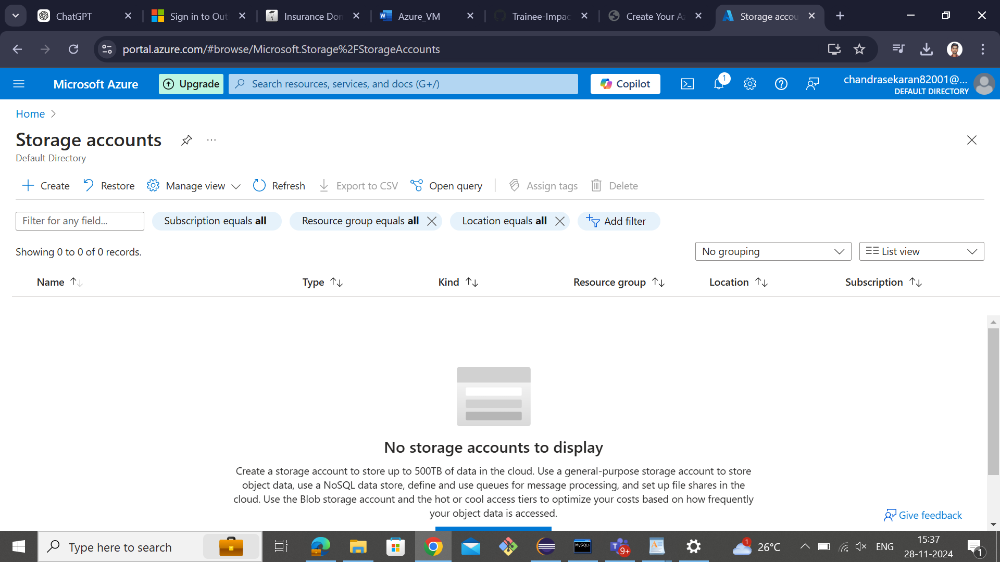 ChatGPT
Sign in to Out
Insurance Don
Azure_VM
Trainee-Impac
Create Your A
Storage accou
portal.azure.com/#browse/Microsoft.Storage%2FStorageAccounts
Microsoft Azure
Upgrade
Search resources, services, and docs (G+/)
Copilot
1
chandrasekaran82001@...
DEFAULT DIRECTORY
Home
Storage accounts
...
Default Directory
Create
Restore
Manage view
Refresh
Export to CSV
Open query
Assign tags
Delete
Filter for any field...
Subscription equals all
Resource group equals all
Location equals all
Add filter
Showing 0 to 0 of 0 records.
No grouping
List view
Name
Type
Kind
Resource group
Location
Subscription
No storage accounts to display
Create a storage account to store up to 500TB of data in the cloud. Use a general-purpose storage account to store
object data, use a NoSQL data store, define and use queues for message processing, and set up file shares in the
cloud. Use the Blob storage account and the hot or cool access tiers to optimize your costs based on how frequently
your object data is accessed.
Give feedback
Type here to search
MySQL
9+
1
26°C
ENG
15:37
28-11-2024
1